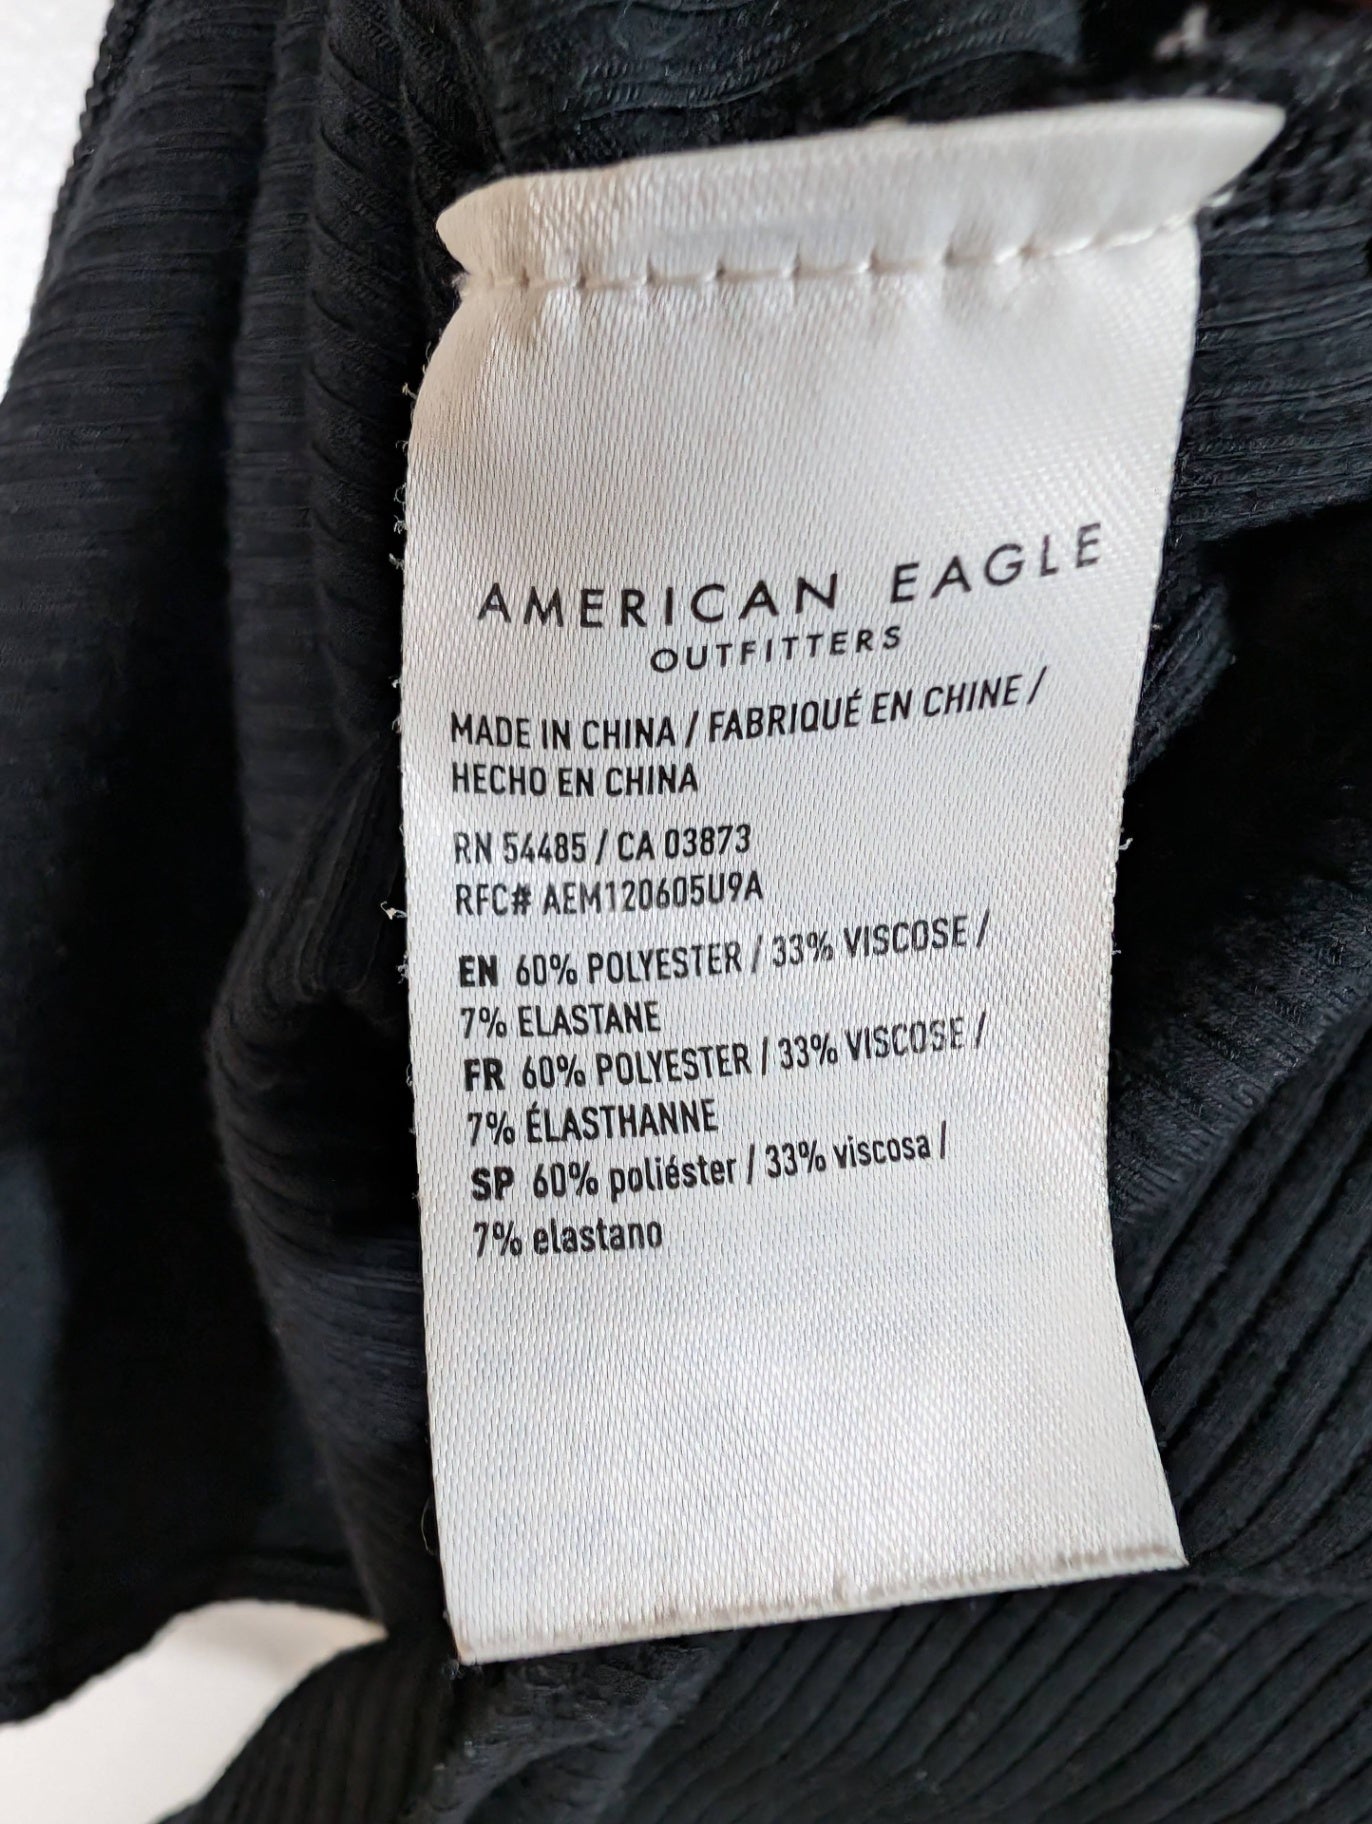 AMERICAN EAGLE
OUTFITTERS
MADE IN CHINA / FABRIQUÉ EN CHINE /
HECHO EN CHINA
RN 54485 / CA 03873
RFC# AEM120605U9A
EN 60% POLYESTER / 33% VISCOSE /
7% ELASTANE
FR 60% POLYESTER / 33% VISCOSE /
7% ÉLASTHANNE
SP 60% poliéster / 33% viscosa /
7% elastano